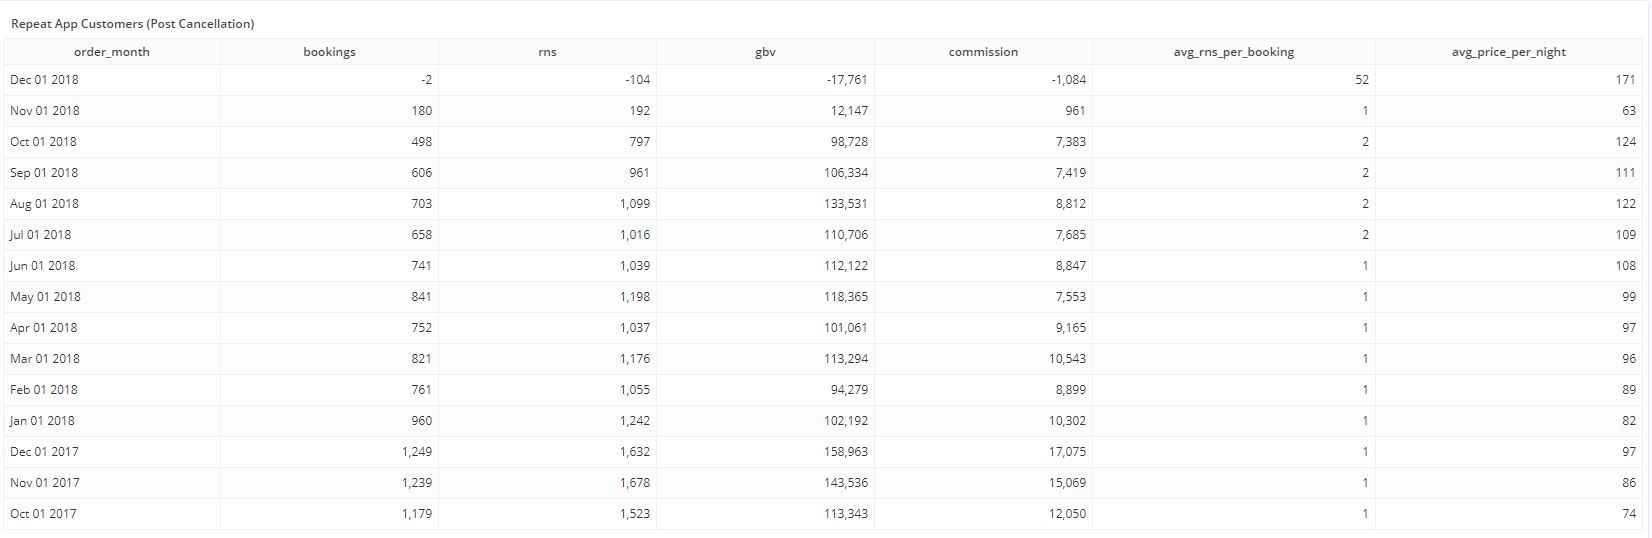 Repeat App Customers (Post Cancellation)
order_month bookings rns gbv commission avg_rns_per_booking avg_price_per_night
Dec 01 2018 -2 -104 -17,761 -1,084 52 171
Nov 01 2018 180 192 12,147 961 1 63
Oct 01 2018 498 797 98,728 7,383 2 124
Sep 01 2018 606 961 106,334 7,419 2 111
Aug 01 2018 703 1,099 133,531 8,812 2 122
Jul 01 2018 658 1,016 110,706 7,685 2 109
Jun 01 2018 741 1,039 112,122 8,847 1 108
May 01 2018 841 1,198 118,365 7,553 1 99
Apr 01 2018 752 1,037 101,061 9,165 1 97
Mar 01 2018 821 1,176 113,294 10,543 1 96
Feb 01 2018 761 1,055 94,279 8,899 1 89
Jan 01 2018 960 1,242 102,192 10,302 1 82
Dec 01 2017 1,249 1,632 158,963 17,075 1 97
Nov 01 2017 1,239 1,678 143,536 15,069 1 86
Oct 01 2017 1,179 1,523 113,343 12,050 1 74